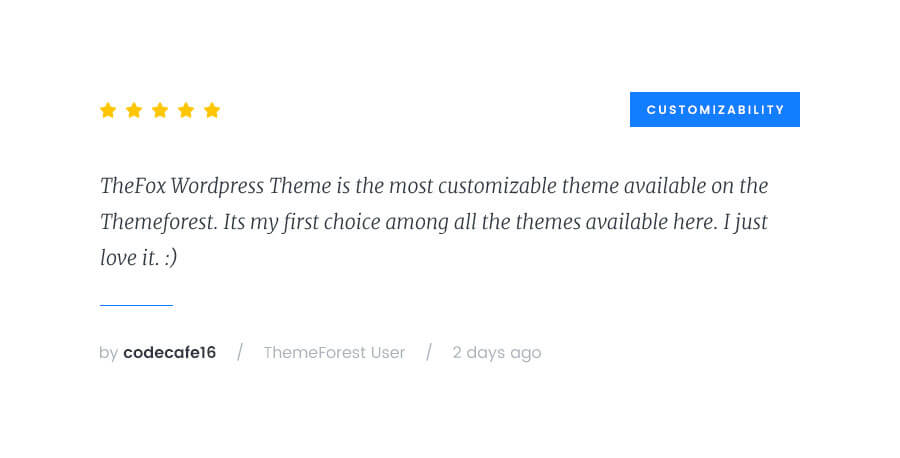 CUSTOMIZABILITY
TheFox Wordpress Theme is the most customizable theme available on the
Themeforest. Its my first choice among all the themes available here. I just
love it. :)
by codecafe16 / ThemeForest User / 2 days ago